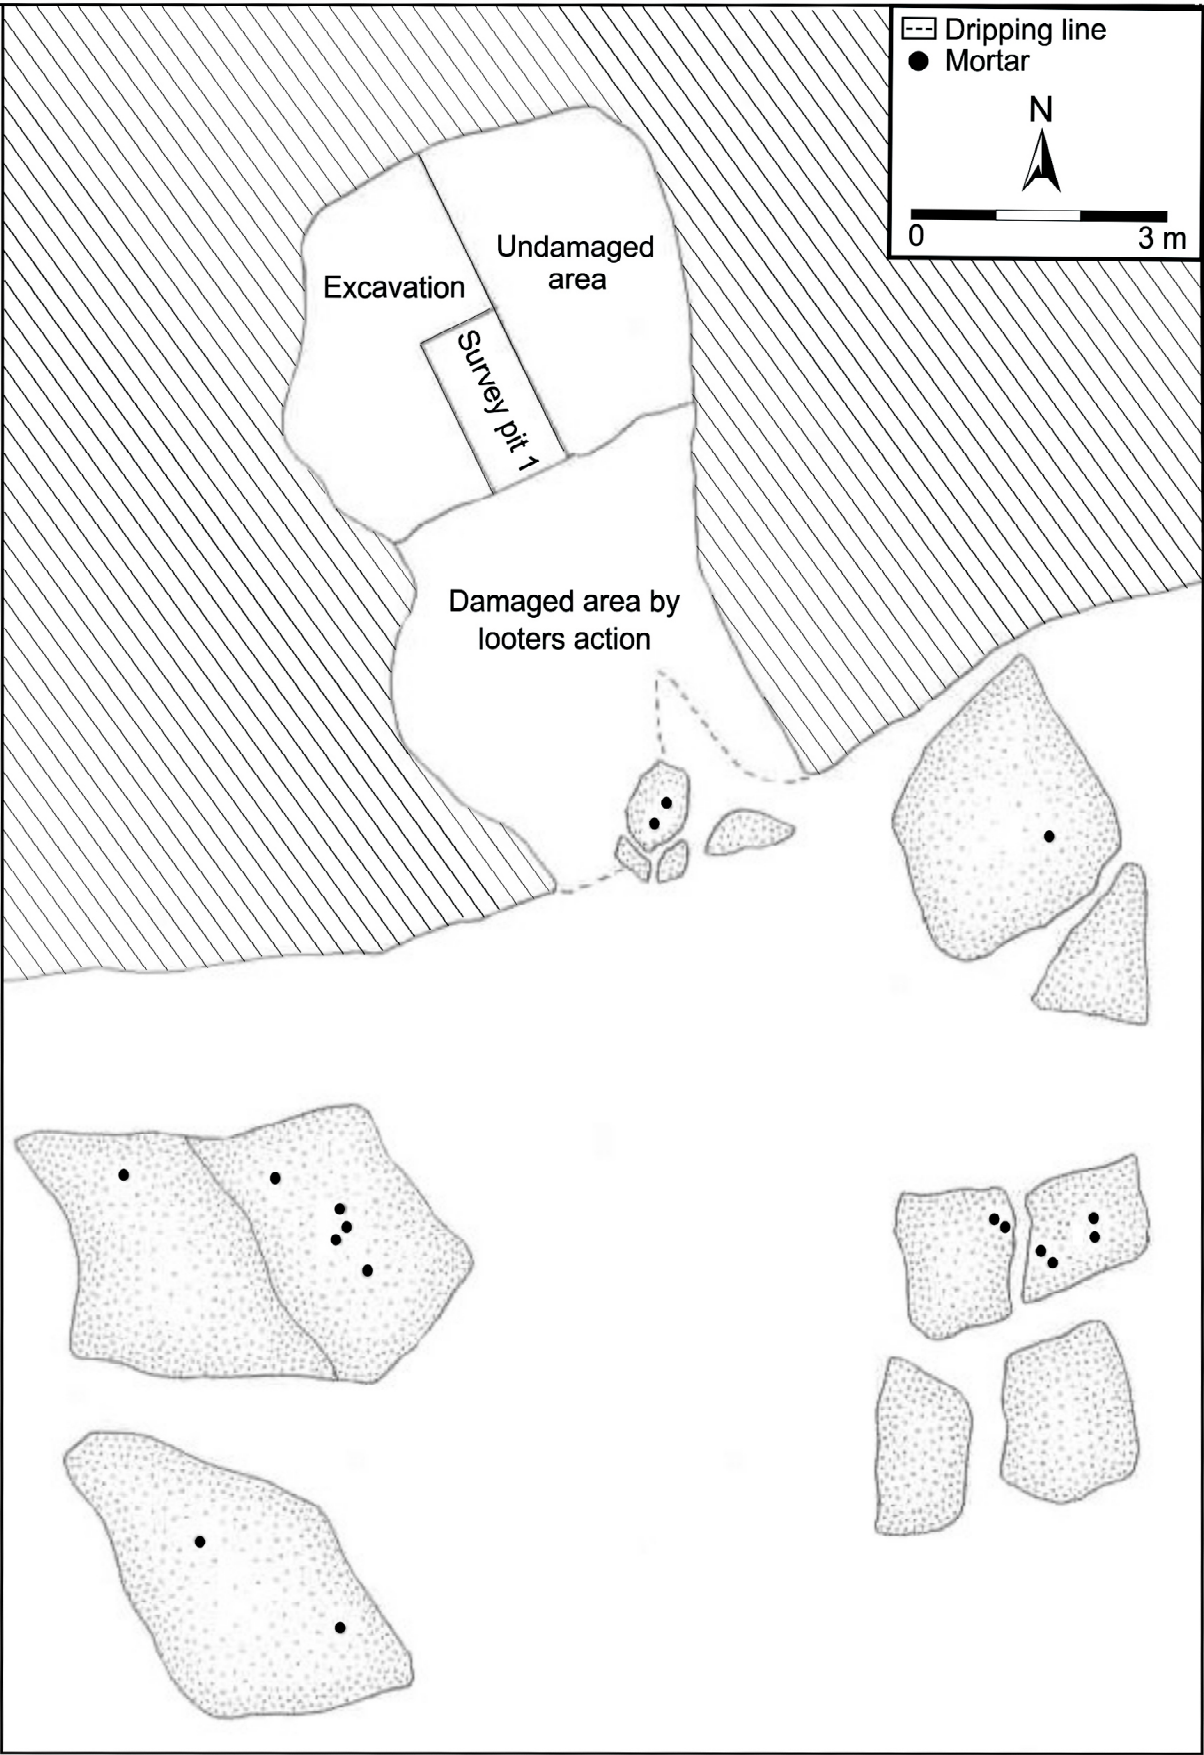 Dripping line
Mortar
N
0 3 m
Undamaged
area
Excavation
Survey pit 1
Damaged area by
looters action